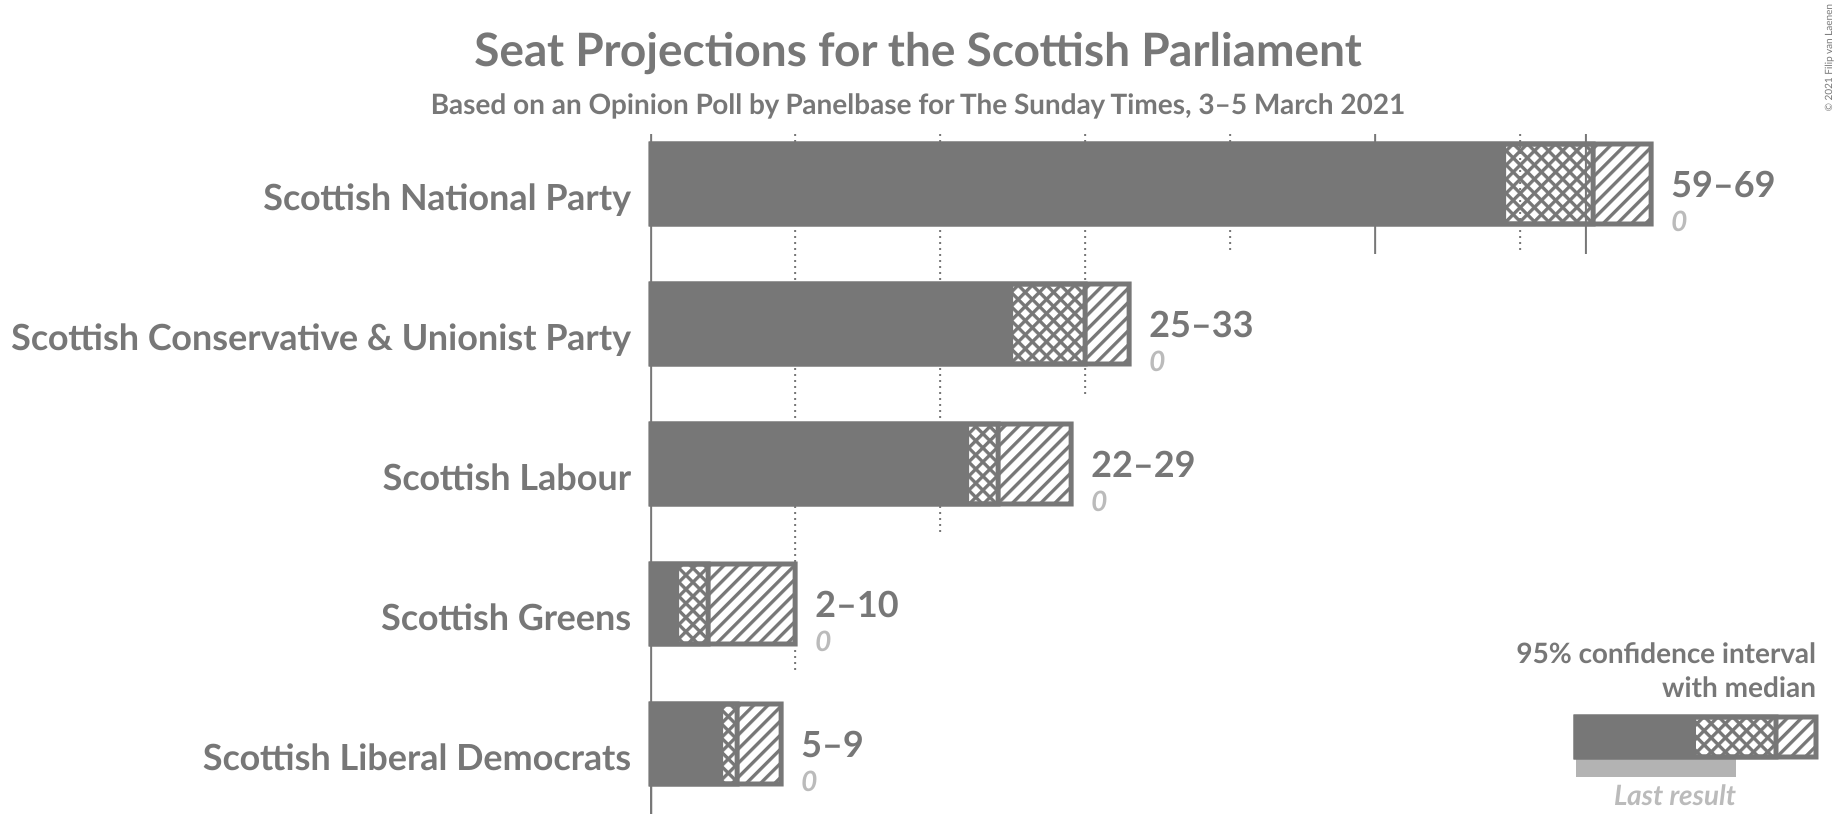 Seat Projections for the Scottish Parliament
Based on an Opinion Poll by Panelbase for The Sunday Times, 3–5 March 2021
© 2021 Filip van Laenen
Scottish National Party
59–69
0
Scottish Conservative & Unionist Party
25–33
0
Scottish Labour
22–29
0
Scottish Greens
2–10
0
Scottish Liberal Democrats
5–9
0
95% confidence interval
with median
Last result